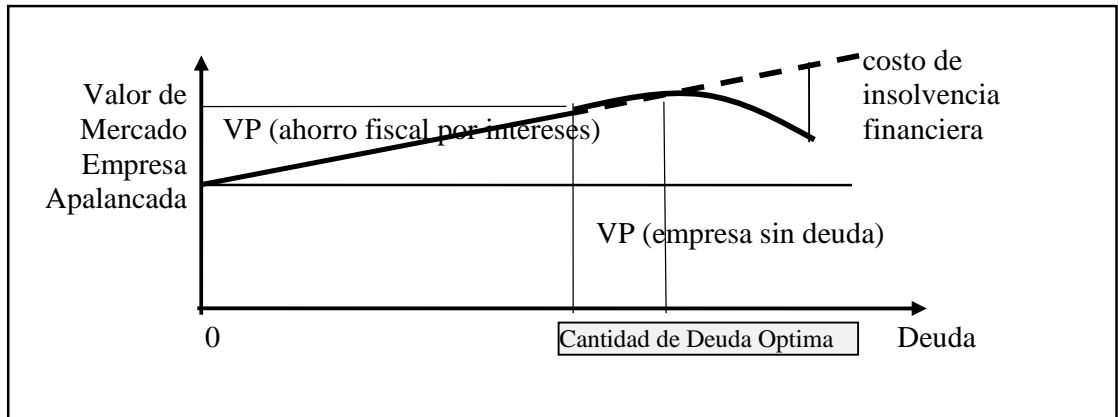 Valor de
Mercado
Empresa
Apalancada
costo de
insolvencia
financiera
VP (ahorro fiscal por intereses)
VP (empresa sin deuda)
0
Cantidad de Deuda Optima
Deuda